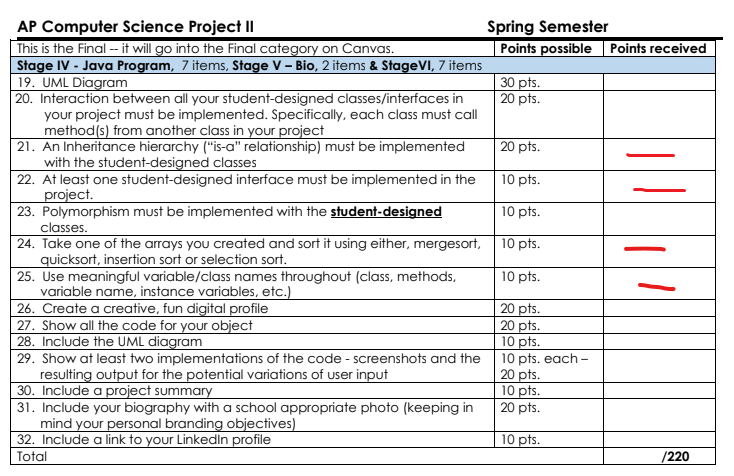 AP Computer Science Project II Spring Semester
This is the Final -- it will go into the Final category on Canvas. Points possible Points received
Stage IV - Java Program, 7 items, Stage V – Bio, 2 items & StageVI, 7 items
19. UML Diagram 30 pts.
20. Interaction between all your student-designed classes/interfaces in 20 pts.
your project must be implemented. Specifically, each class must call
method(s) from another class in your project
21. An Inheritance hierarchy (“is-a” relationship) must be implemented 20 pts.
with the student-designed classes
22. At least one student-designed interface must be implemented in the 10 pts.
project.
23. Polymorphism must be implemented with the student-designed 10 pts.
classes.
24. Take one of the arrays you created and sort it using either, mergesort, 10 pts.
quicksort, insertion sort or selection sort.
25. Use meaningful variable/class names throughout (class, methods, 10 pts.
variable name, instance variables, etc.)
26. Create a creative, fun digital profile 20 pts.
27. Show all the code for your object 20 pts.
28. Include the UML diagram 10 pts.
29. Show at least two implementations of the code - screenshots and the 10 pts. each –
resulting output for the potential variations of user input 20 pts.
30. Include a project summary 10 pts.
31. Include your biography with a school appropriate photo (keeping in 20 pts.
mind your personal branding objectives)
32. Include a link to your LinkedIn profile 10 pts.
Total /220